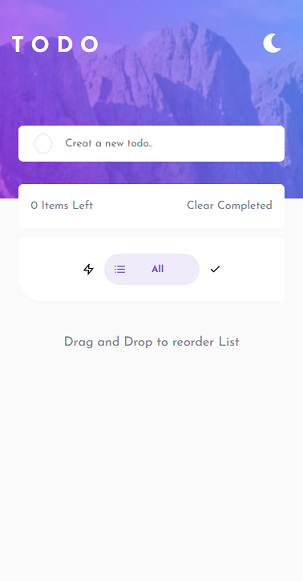 TODO
Creat a new todo..
0 Items Left
Clear Completed
All
Drag and Drop to reorder List